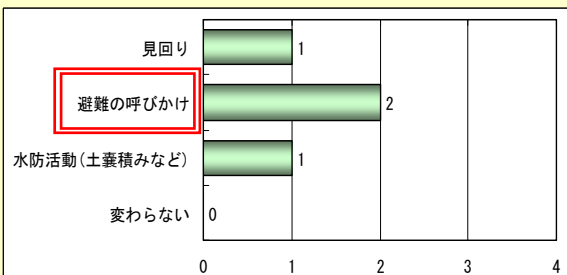 見回り 1
避難の呼びかけ 2
水防活動(土嚢積みなど) 1
変わらない 0
0 1 2 3 4